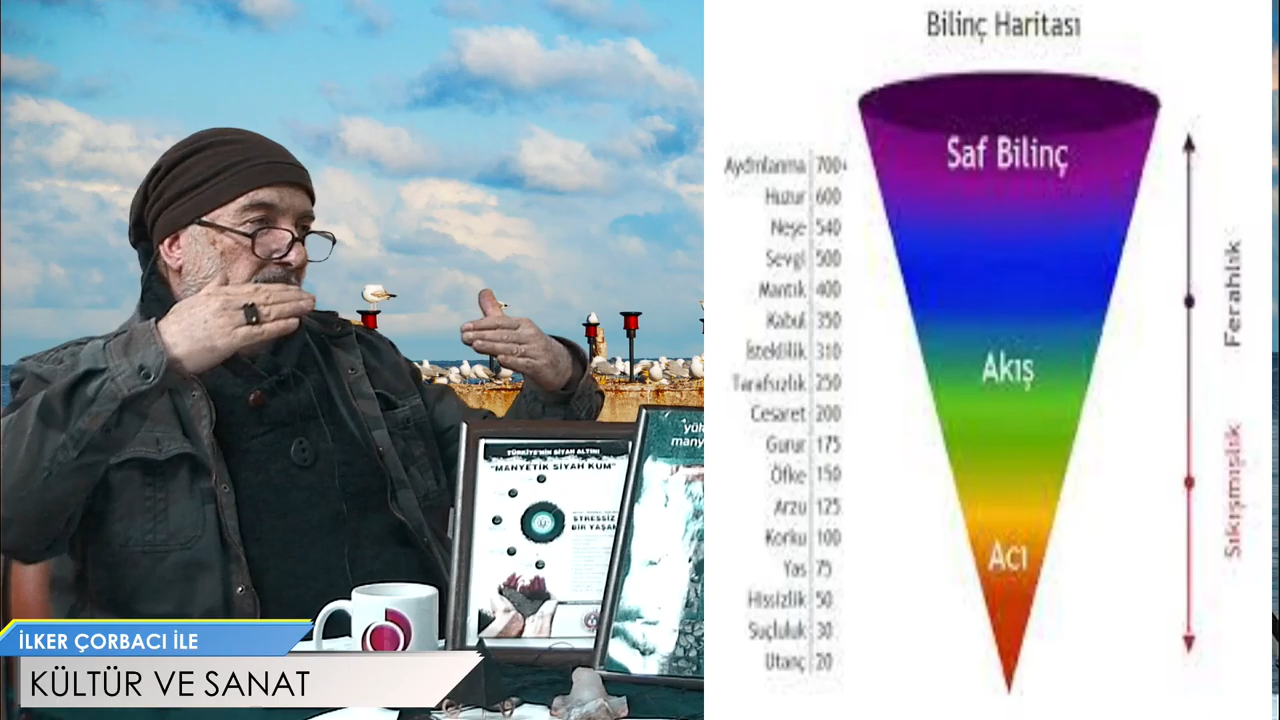 Bilinç Haritası
Saf Bilinç
Akış
Acı
Aydınlanma 700+
Huzur 600
Neşe 540
Sevgi 500
Mantık 400
Kabul 350
İsteklilik 310
Tarafsızlık 250
Cesaret 200
Gurur 175
Öfke 150
Arzu 125
Korku 100
Yas 75
Hissizlik 50
Suçluluk 30
Utanç 20
Ferahlık
Sıkışmışlık
TÜRKİYE'NİN SİYAH ALTINI
"MANYETİK SİYAH KUM"
STRESSİZ
BİR YAŞAM
yük
many
İLKER ÇORBACI İLE
KÜLTÜR VE SANAT